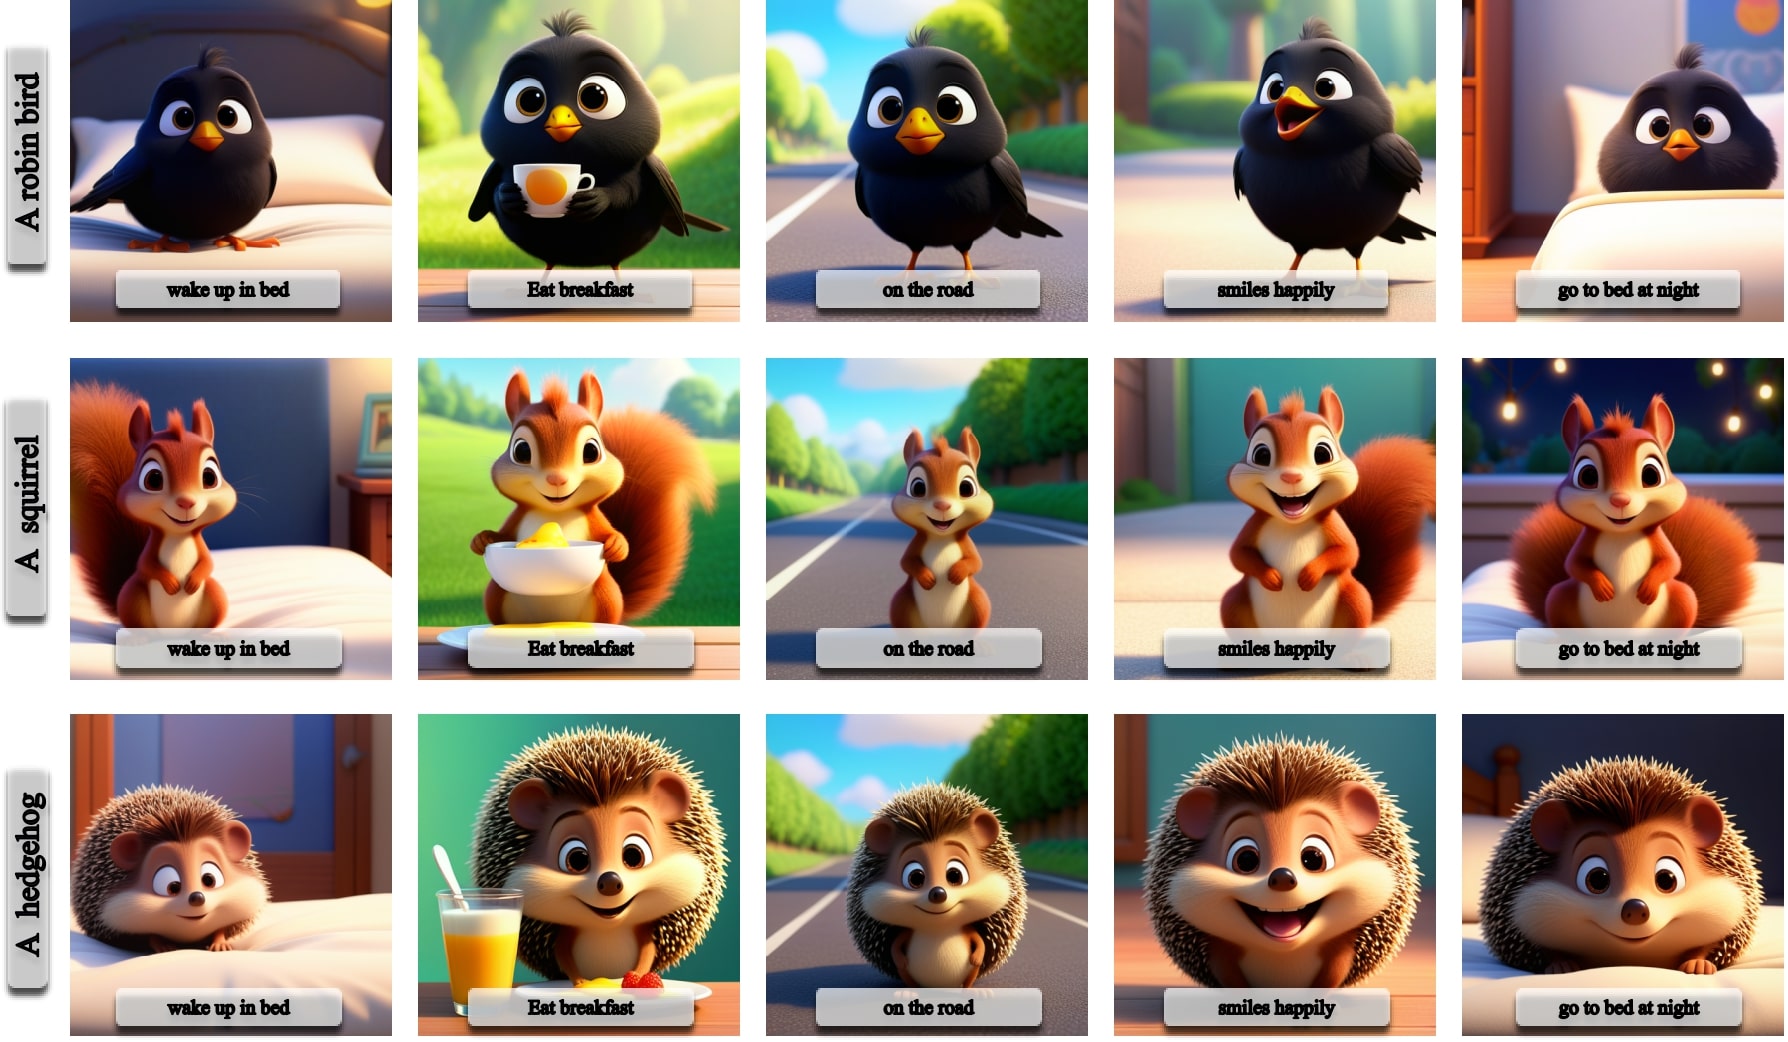 A robin bird
wake up in bed
Eat breakfast
on the road
smiles happily
go to bed at night
A squirrel
wake up in bed
Eat breakfast
on the road
smiles happily
go to bed at night
A hedgehog
wake up in bed
Eat breakfast
on the road
smiles happily
go to bed at night